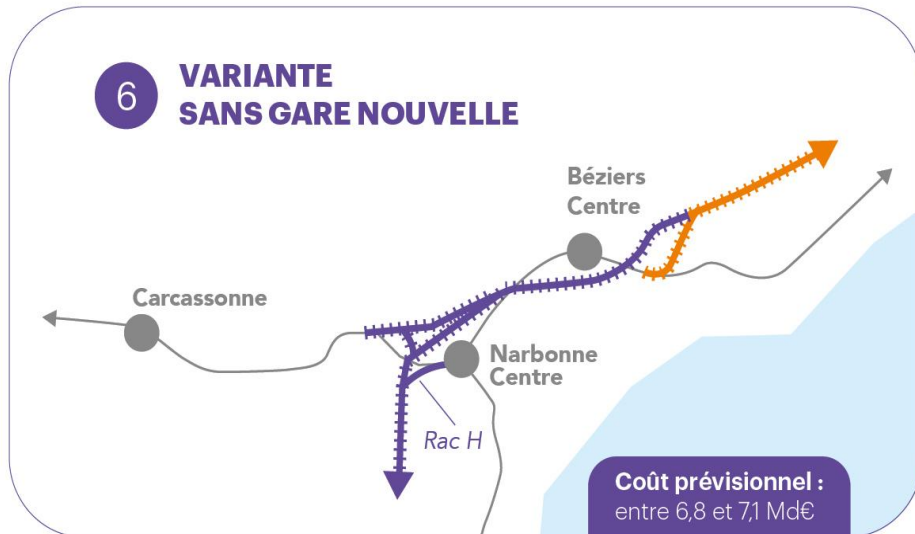 6
VARIANTE
SANS GARE NOUVELLE
Béziers
Centre
Carcassonne
Narbonne
Centre
Rac H
Coût prévisionnel :
entre 6,8 et 7,1 Md€